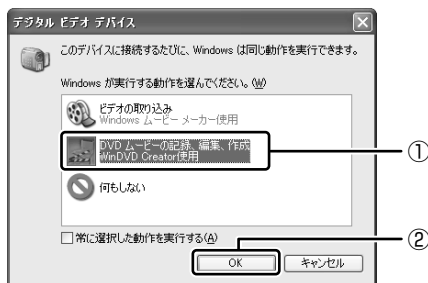 デジタル ビデオ デバイス
このデバイスに接続するたびに、Windows は同じ動作を実行できます。
Windows が実行する動作を選んでください。(W)
ビデオの取り込み
Windows ムービー メーカー使用
DVD ムービーの記録、編集、作成
WinDVD Creator使用
①
何もしない
常に選択した動作を実行する(A)
②
OK
キャンセル